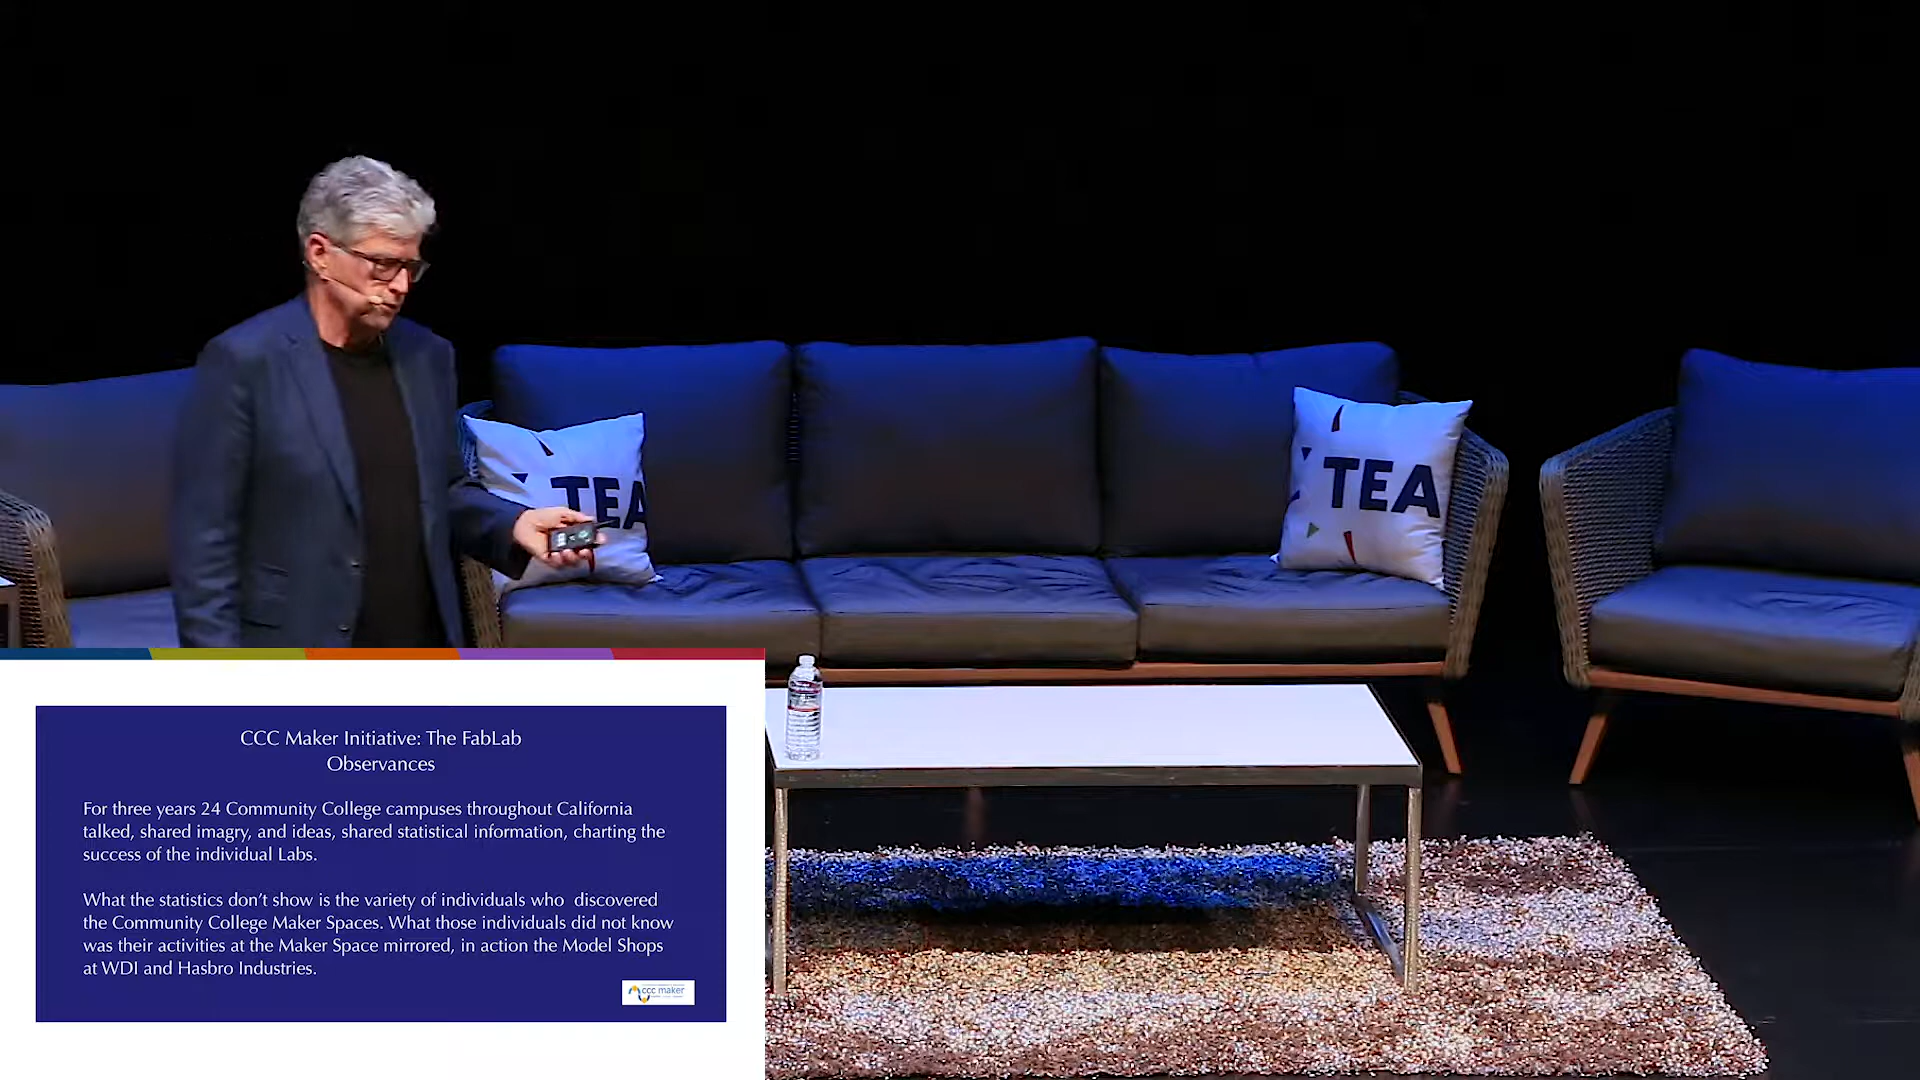 TEA
TEA
CCC Maker Initiative: The FabLab
Observances
For three years 24 Community College campuses throughout California
talked, shared imagry, and ideas, shared statistical information, charting the
success of the individual Labs.
What the statistics don't show is the variety of individuals who discovered
the Community College Maker Spaces. What those individuals did not know
was their activities at the Maker Space mirrored, in action the Model Shops
at WDI and Hasbro Industries.
ccc maker